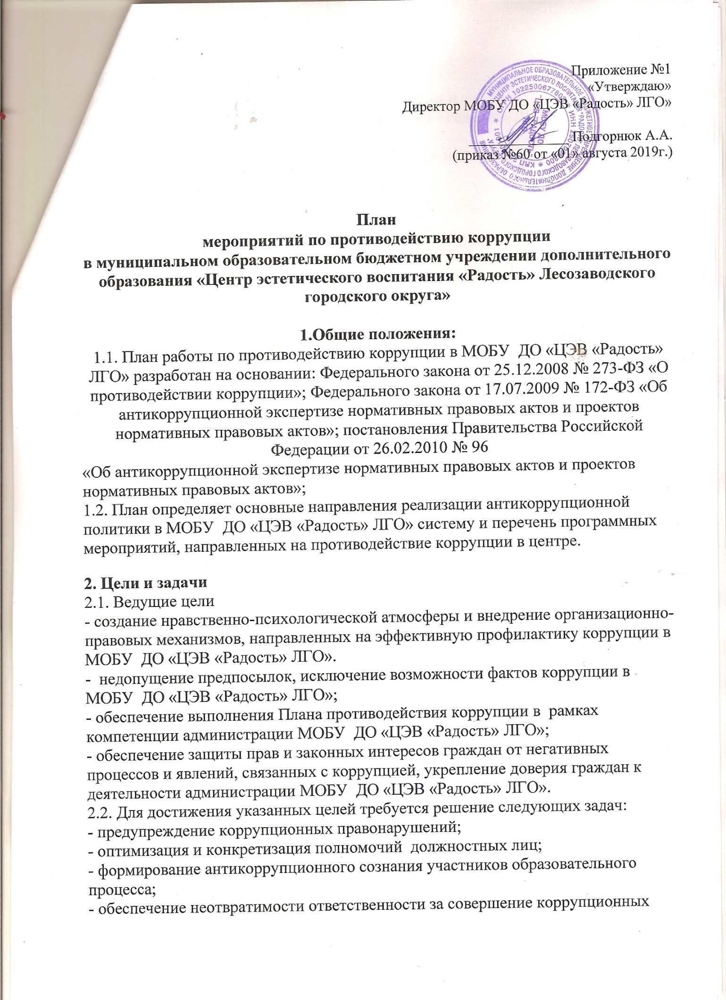 Приложение №1
«Утверждаю»
Директор МОБУ ДО «ЦЭВ «Радость» ЛГО»
Подгорнюк А.А.
(приказ №60 от «01» августа 2019г.)
План
мероприятий по противодействию коррупции
в муниципальном образовательном бюджетном учреждении дополнительного
образования «Центр эстетического воспитания «Радость» Лесозаводского
городского округа»
1.Общие положения:
1.1. План работы по противодействию коррупции в МОБУ  ДО «ЦЭВ «Радость»
ЛГО» разработан на основании: Федерального закона от 25.12.2008 № 273-ФЗ «О
противодействии коррупции»; Федерального закона от 17.07.2009 № 172-ФЗ «Об
антикоррупционной экспертизе нормативных правовых актов и проектов
нормативных правовых актов»; постановления Правительства Российской
Федерации от 26.02.2010 № 96
«Об антикоррупционной экспертизе нормативных правовых актов и проектов
нормативных правовых актов»;
1.2. План определяет основные направления реализации антикоррупционной
политики в МОБУ  ДО «ЦЭВ «Радость» ЛГО» систему и перечень программных
мероприятий, направленных на противодействие коррупции в центре.
2. Цели и задачи
2.1. Ведущие цели
- создание нравственно-психологической атмосферы и внедрение организационно-
правовых механизмов, направленных на эффективную профилактику коррупции в
МОБУ  ДО «ЦЭВ «Радость» ЛГО».
-  недопущение предпосылок, исключение возможности фактов коррупции в
МОБУ  ДО «ЦЭВ «Радость» ЛГО»;
- обеспечение выполнения Плана противодействия коррупции в  рамках
компетенции администрации МОБУ  ДО «ЦЭВ «Радость» ЛГО»;
- обеспечение защиты прав и законных интересов граждан от негативных
процессов и явлений, связанных с коррупцией, укрепление доверия граждан к
деятельности администрации МОБУ  ДО «ЦЭВ «Радость» ЛГО».
2.2. Для достижения указанных целей требуется решение следующих задач:
- предупреждение коррупционных правонарушений;
- оптимизация и конкретизация полномочий  должностных лиц;
- формирование антикоррупционного сознания участников образовательного
процесса;
- обеспечение неотвратимости ответственности за совершение коррупционных